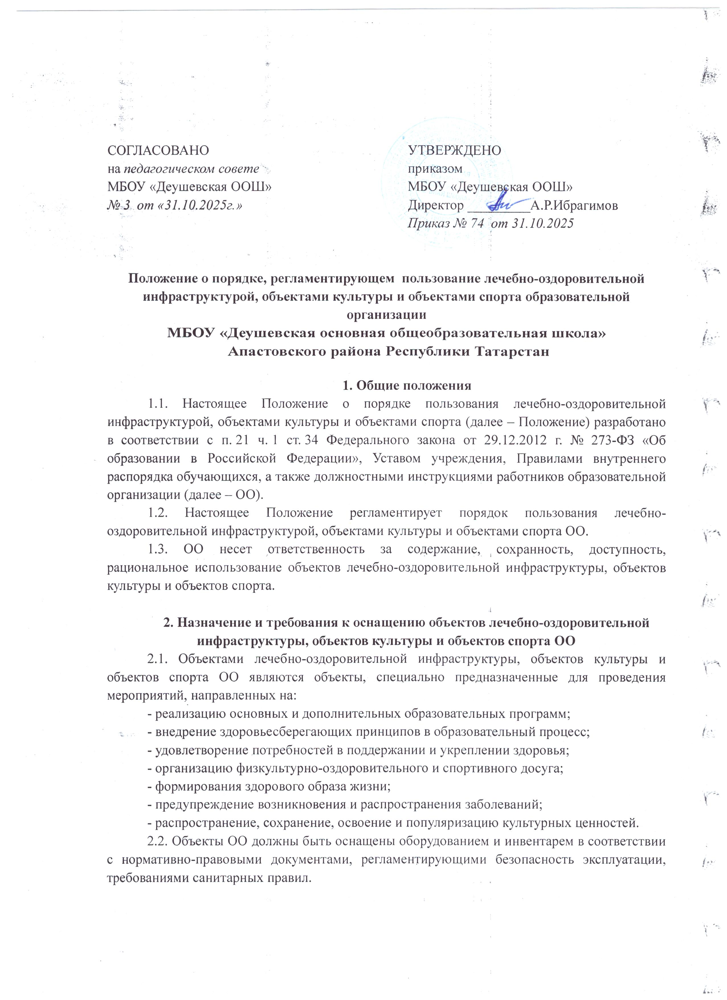 СОГЛАСОВАНО
на педагогическом совете
МБОУ «Деушевская ООШ»
№ 3 от «31.10.2025г.»
УТВЕРЖДЕНО
приказом
МБОУ «Деушевская ООШ»
Директор __________А.Р.Ибрагимов
Приказ № 74 от 31.10.2025
Положение о порядке, регламентирующем пользование лечебно-оздоровительной
инфраструктурой, объектами культуры и объектами спорта образовательной
организации
МБОУ «Деушевская основная общеобразовательная школа»
Апастовского района Республики Татарстан
1. Общие положения
1.1. Настоящее Положение о порядке пользования лечебно-оздоровительной
инфраструктурой, объектами культуры и объектами спорта (далее – Положение) разработано
в соответствии с п. 21 ч. 1 ст. 34 Федерального закона от 29.12.2012 г. № 273-ФЗ «Об
образовании в Российской Федерации», Уставом учреждения, Правилами внутреннего
распорядка обучающихся, а также должностными инструкциями работников образовательной
организации (далее – ОО).
1.2. Настоящее Положение регламентирует порядок пользования лечебно-
оздоровительной инфраструктурой, объектами культуры и объектами спорта ОО.
1.3. ОО несет ответственность за содержание, сохранность, доступность,
рациональное использование объектов лечебно-оздоровительной инфраструктуры, объектов
культуры и объектов спорта.
2. Назначение и требования к оснащению объектов лечебно-оздоровительной
инфраструктуры, объектов культуры и объектов спорта ОО
2.1. Объектами лечебно-оздоровительной инфраструктуры, объектов культуры и
объектов спорта ОО являются объекты, специально предназначенные для проведения
мероприятий, направленных на:
- реализацию основных и дополнительных образовательных программ;
- внедрение здоровьесберегающих принципов в образовательный процесс;
- удовлетворение потребностей в поддержании и укреплении здоровья;
- организацию физкультурно-оздоровительного и спортивного досуга;
- формирования здорового образа жизни;
- предупреждение возникновения и распространения заболеваний;
- распространение, сохранение, освоение и популяризацию культурных ценностей.
2.2. Объекты ОО должны быть оснащены оборудованием и инвентарем в соответствии
с нормативно-правовыми документами, регламентирующими безопасность эксплуатации,
требованиями санитарных правил.